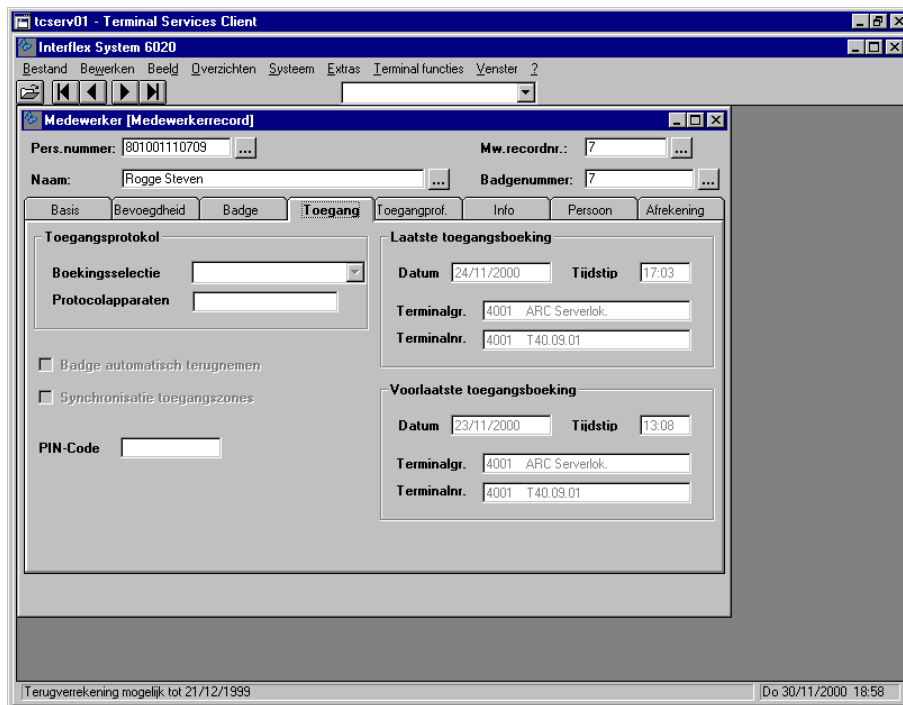 tcserv01 - Terminal Services Client
Interflex System 6020
Bestand Bewerken Beeld Overzichten Systeem Extras Terminal functies Venster ?
Medewerker [Medewerkerrecord]
Pers.nummer: 801001110709 ... Mw.recordnr.: 7 ...
Naam: Rogge Steven ... Badgenummer: 7 ...
Basis Bevoegdheid Badge Toegang Toegangprof. Info Persoon Afrekening
Toegangsprotokol
Boekingsselectie
Protocolapparaten
Badge automatisch terugnemen
Synchronisatie toegangszones
PIN-Code
Laatste toegangsboeking
Datum 24/11/2000 Tijdstip 17:03
Terminalgr. 4001 ARC Serverlok.
Terminalnr. 4001 T40.09.01
Voorlaatste toegangsboeking
Datum 23/11/2000 Tijdstip 13:08
Terminalgr. 4001 ARC Serverlok.
Terminalnr. 4001 T40.09.01
Terugverrekening mogelijk tot 21/12/1999 Do 30/11/2000 18:58